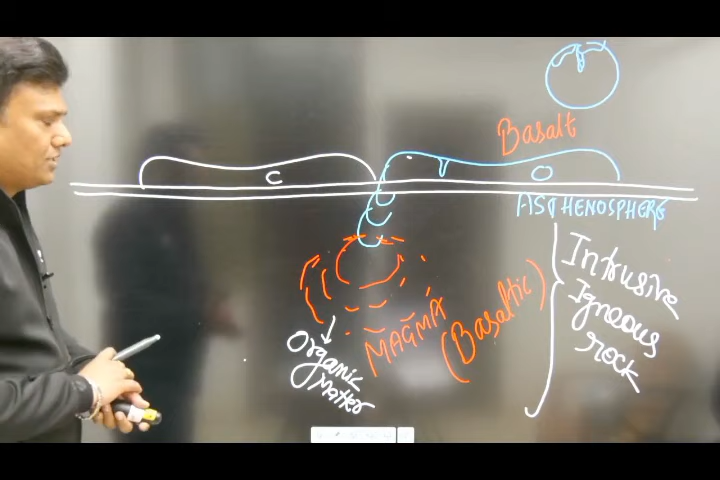 Basalt
C
O
ASTHENOSPHERE
Intrusive
Igneous
rock
MAGMA
(Basaltic)
Organic
Matter